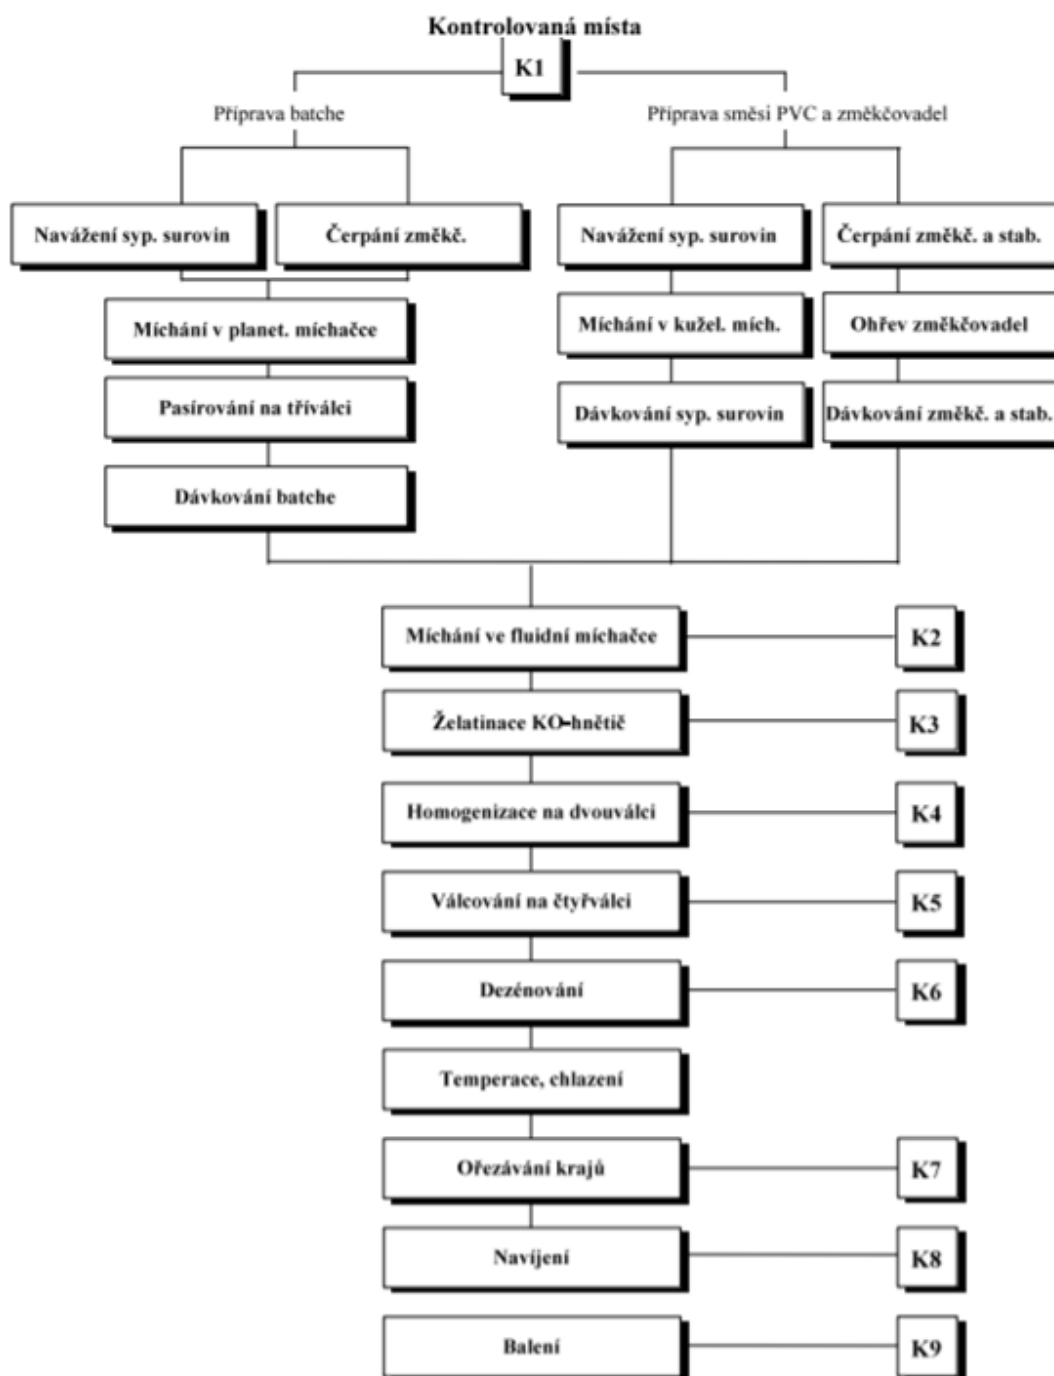 Kontrolovaná místa
K1
Příprava batche
Příprava směsi PVC a změkčovadel
Navážení syp. surovin
Čerpání změkč.
Navážení syp. surovin
Čerpání změkč. a stab.
Míchání v planet. míchačce
Míchání v kužel. mích.
Ohřev změkčovadel
Pasírování na tříválci
Dávkování syp. surovin
Dávkování změkč. a stab.
Dávkování batche
Míchání ve fluidní míchačce
K2
Želatinace KO-hnětič
K3
Homogenizace na dvouválci
K4
Válcování na čtyřválci
K5
Dezénování
K6
Temperace, chlazení
Ořezávání krajů
K7
Navíjení
K8
Balení
K9